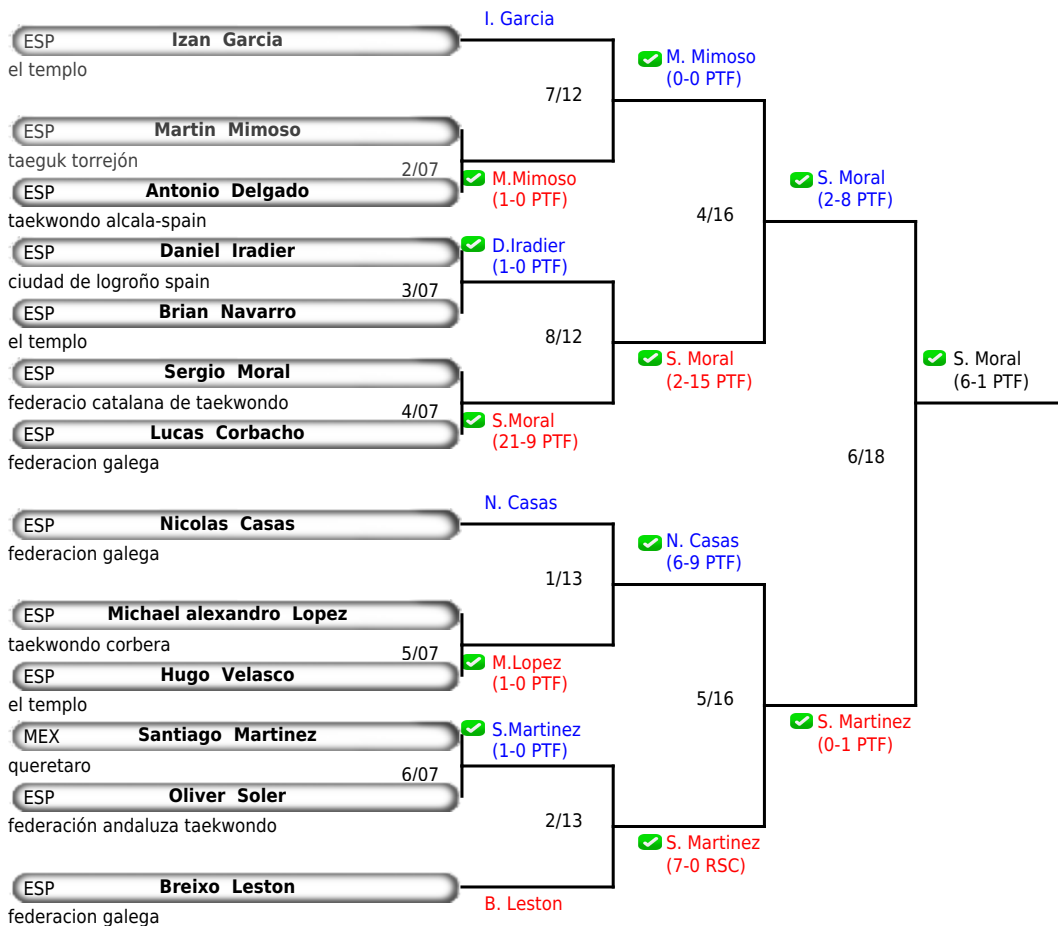 I. Garcia
ESP Izan Garcia
el templo
M. Mimoso
(0-0 PTF)
7/12
ESP Martin Mimoso
taeguk torrejón
2/07
M.Mimoso
(1-0 PTF)
ESP Antonio Delgado
taekwondo alcala-spain
S. Moral
(2-8 PTF)
4/16
ESP Daniel Iradier
D.Iradier
(1-0 PTF)
ciudad de logroño spain
3/07
ESP Brian Navarro
el templo
8/12
S. Moral
(2-15 PTF)
S. Moral
(6-1 PTF)
ESP Sergio Moral
federacio catalana de taekwondo
4/07
S.Moral
(21-9 PTF)
ESP Lucas Corbacho
federacion galega
6/18
N. Casas
ESP Nicolas Casas
federacion galega
N. Casas
(6-9 PTF)
1/13
ESP Michael alexandro Lopez
taekwondo corbera
5/07
M.Lopez
(1-0 PTF)
ESP Hugo Velasco
el templo
5/16
S. Martinez
(0-1 PTF)
MEX Santiago Martinez
S.Martinez
(1-0 PTF)
queretaro
6/07
ESP Oliver Soler
federación andaluza taekwondo
2/13
S. Martinez
(7-0 RSC)
ESP Breixo Leston
B. Leston
federacion galega